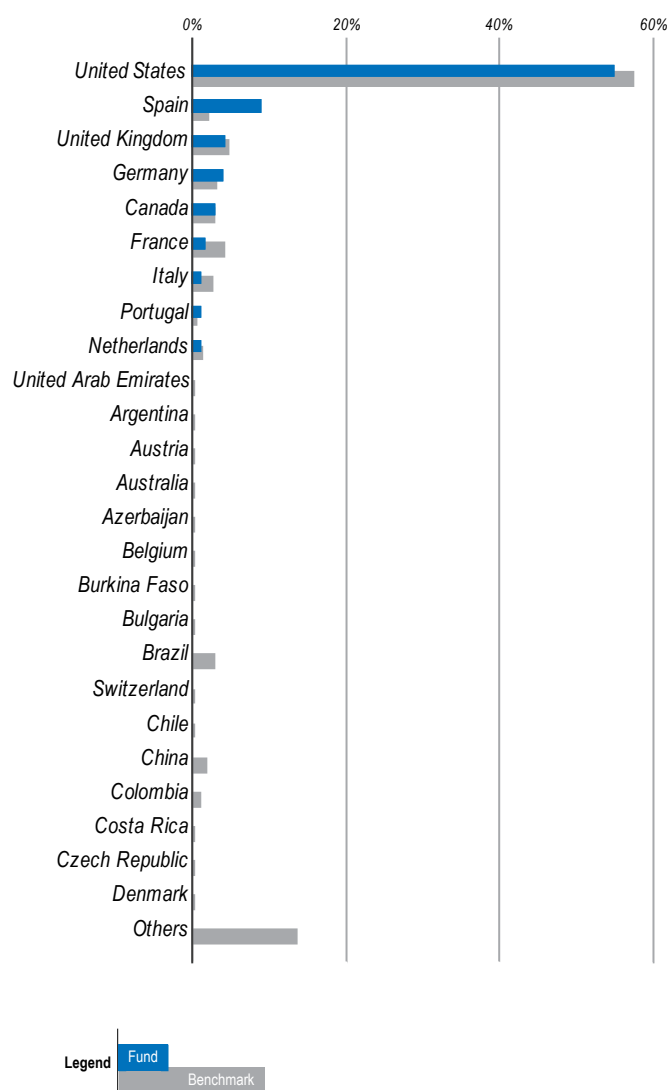 0% 20% 40% 60%
United States
Spain
United Kingdom
Germany
Canada
France
Italy
Portugal
Netherlands
United Arab Emirates
Argentina
Austria
Australia
Azerbaijan
Belgium
Burkina Faso
Bulgaria
Brazil
Switzerland
Chile
China
Colombia
Costa Rica
Czech Republic
Denmark
Others
Legend Fund
Benchmark